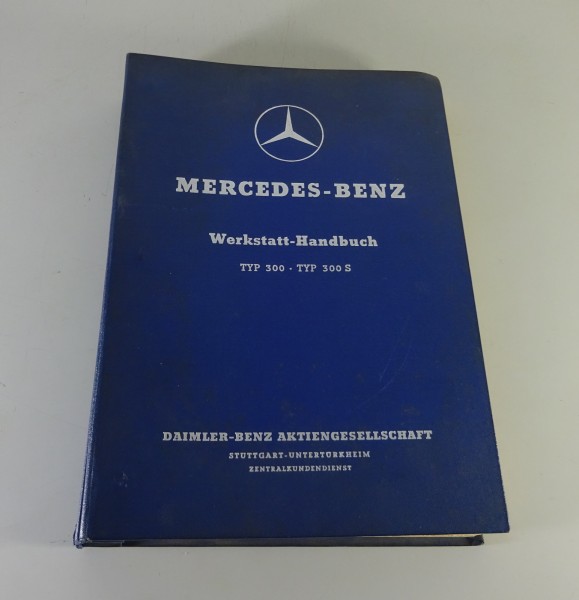 MERCEDES-BENZ
Werkstatt-Handbuch
TYP 300 · TYP 300 S
DAIMLER-BENZ AKTIENGESELLSCHAFT
STUTTGART-UNTERTÜRKHEIM
ZENTRALKUNDENDIENST